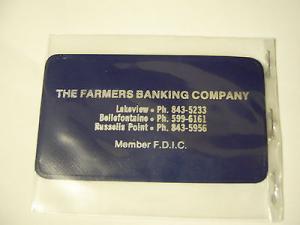 THE FARMERS BANKING COMPANY
Lakeview • Ph. 843-5233
Bellefontaine • Ph. 599-6161
Russells Point • Ph. 843-5956
Member F.D.I.C.